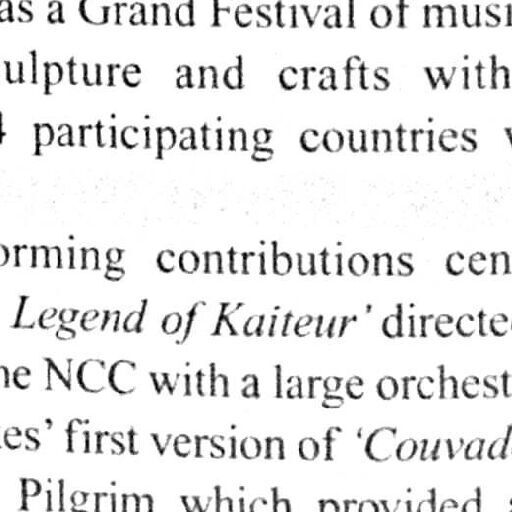 as a Grand Festival of musi
ulpture and crafts with
4 participating countries
orming contributions cen
Legend of Kaiteur' directe
he NCC with a large orchest
es' first version of 'Couvad
Pilgrim which provided